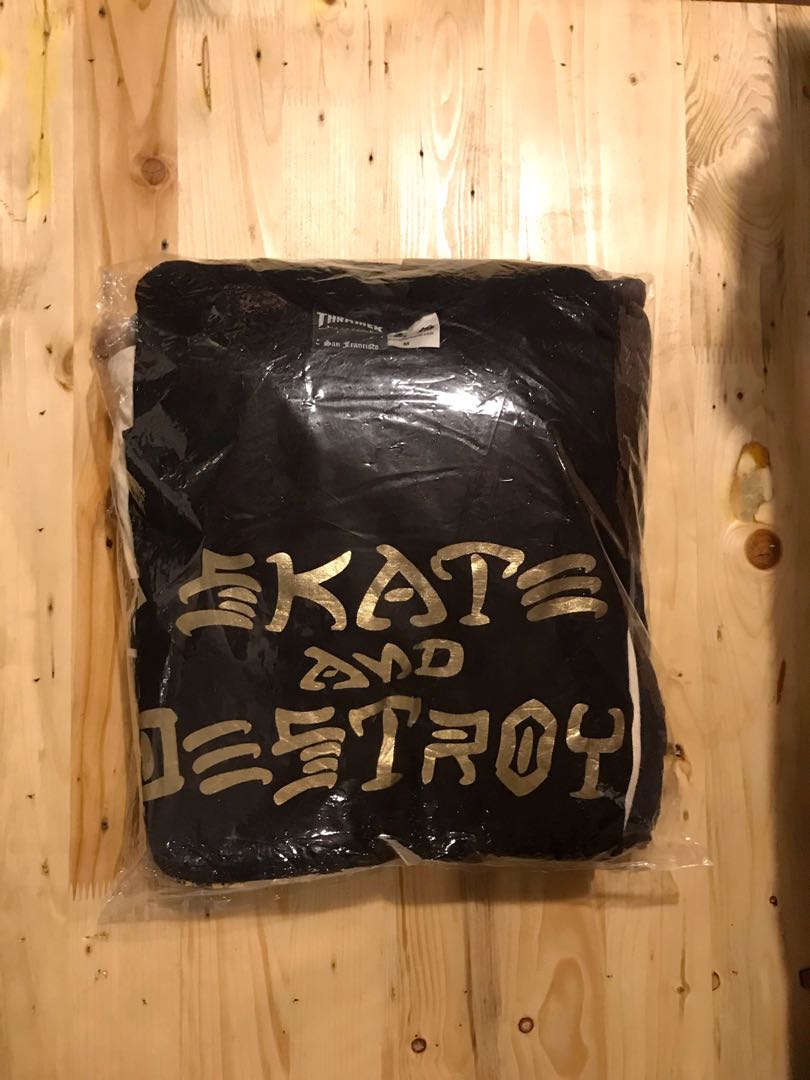 THRASHER
San Francisco
M
SKATE
AND
DESTROY